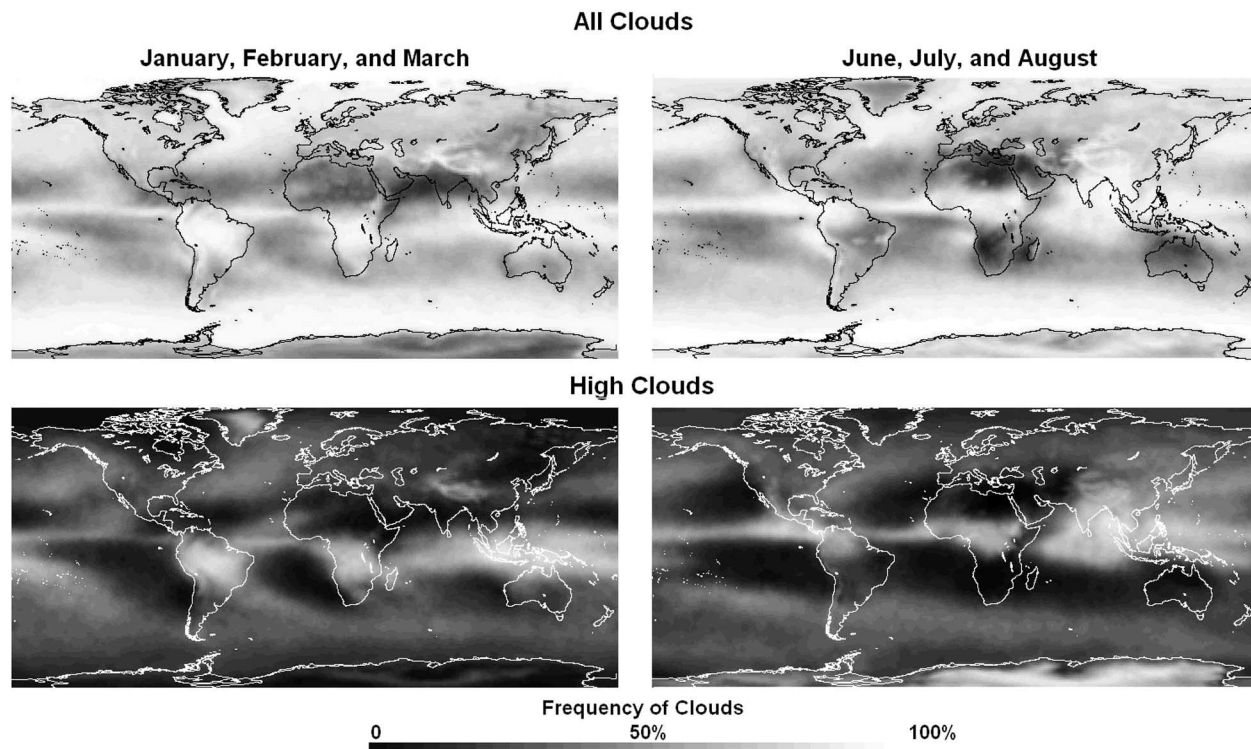 All Clouds
January, February, and March
June, July, and August
High Clouds
Frequency of Clouds
0 50% 100%